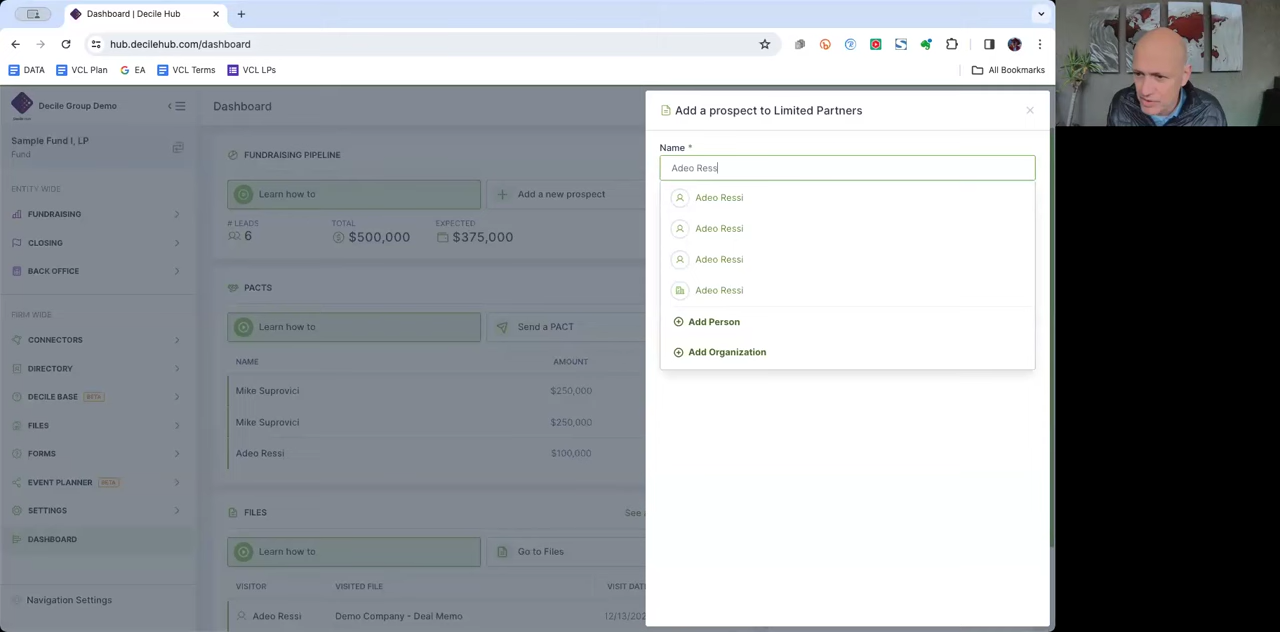 Dashboard | Decile Hub
hub.decilehub.com/dashboard
DATA
VCL Plan
EA
VCL Terms
VCL LPs
All Bookmarks
Decile Group Demo
Sample Fund I, LP
Fund
ENTITY WIDE
FUNDRAISING
CLOSING
BACK OFFICE
FIRM WIDE
CONNECTORS
DIRECTORY
DECILE BASE BETA
FILES
FORMS
EVENT PLANNER BETA
SETTINGS
DASHBOARD
Navigation Settings
Dashboard
FUNDRAISING PIPELINE
Learn how to
Add a new prospect
# LEADS TOTAL EXPECTED
6 $500,000 $375,000
PACTS
Learn how to
Send a PACT
NAME AMOUNT
Mike Suprovici $250,000
Mike Suprovici $250,000
Adeo Ressi $100,000
FILES
See
Learn how to
Go to Files
VISITOR VISITED FILE VISIT DAT
Adeo Ressi Demo Company - Deal Memo 12/13/20
Add a prospect to Limited Partners
Name *
Adeo Ress
Adeo Ressi
Adeo Ressi
Adeo Ressi
Adeo Ressi
Add Person
Add Organization